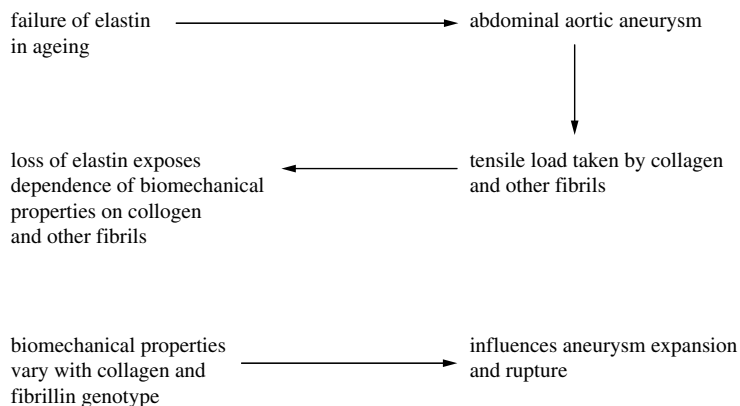 failure of elastin
in ageing
abdominal aortic aneurysm
loss of elastin exposes
dependence of biomechanical
properties on collogen
and other fibrils
tensile load taken by collagen
and other fibrils
biomechanical properties
vary with collagen and
fibrillin genotype
influences aneurysm expansion
and rupture